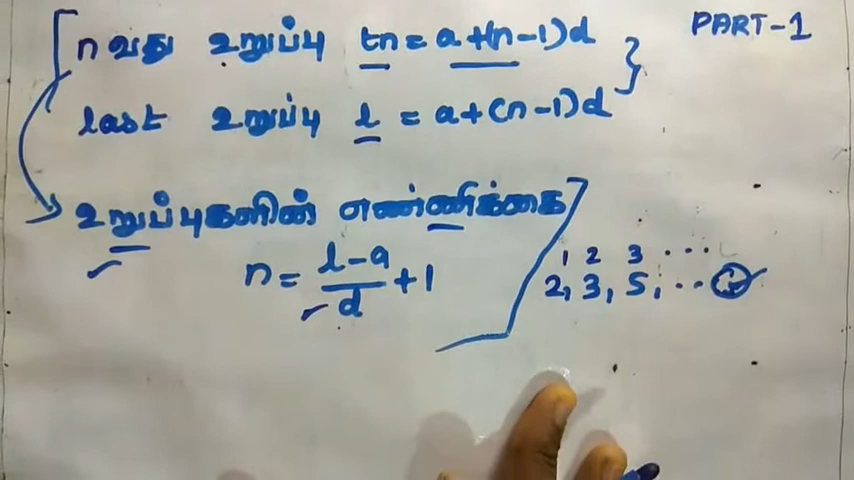 PART-1
n வது உறுப்பு tn = a+(n-1)d
last உறுப்பு l = a+(n-1)d
உறுப்புகளின் எண்ணிக்கை
n = l-a/d +1
1 2 3 ...
2, 3, 5, ...